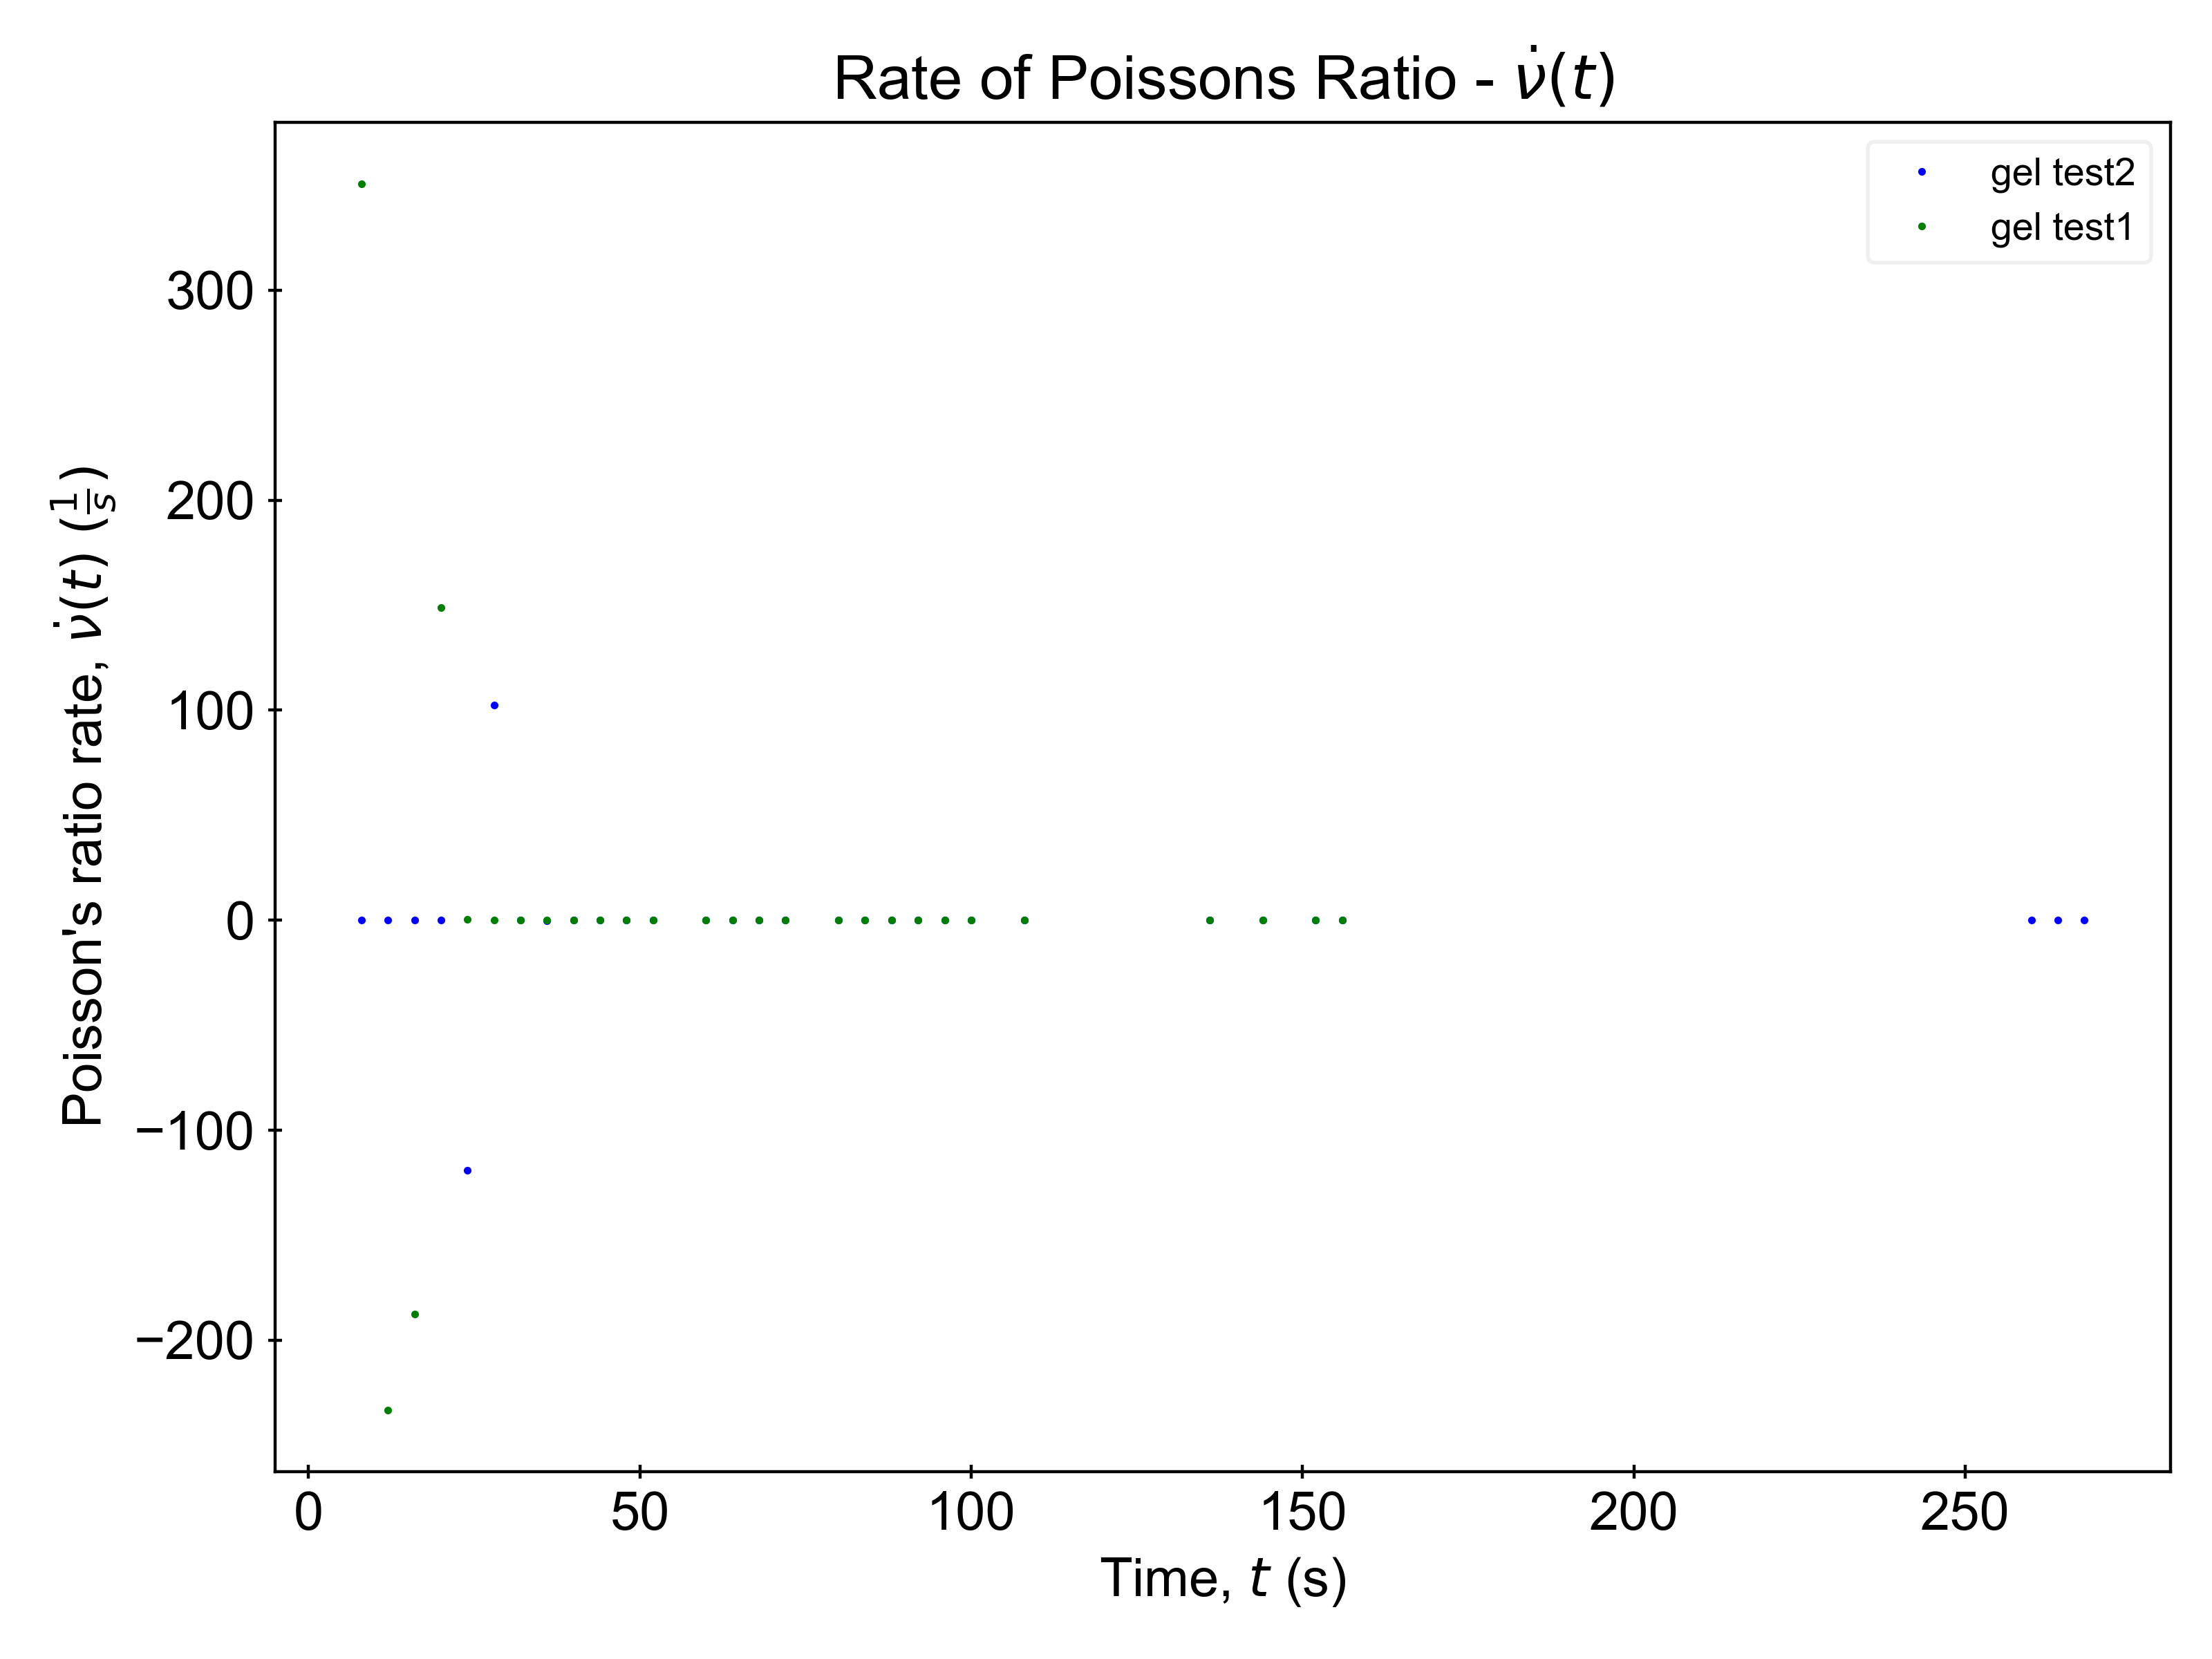 Rate of Poissons Ratio - ν̇(t)
gel test2
gel test1
300
200
100
0
−100
−200
Poisson's ratio rate, ν̇(t) (1/s)
0 50 100 150 200 250
Time, t (s)